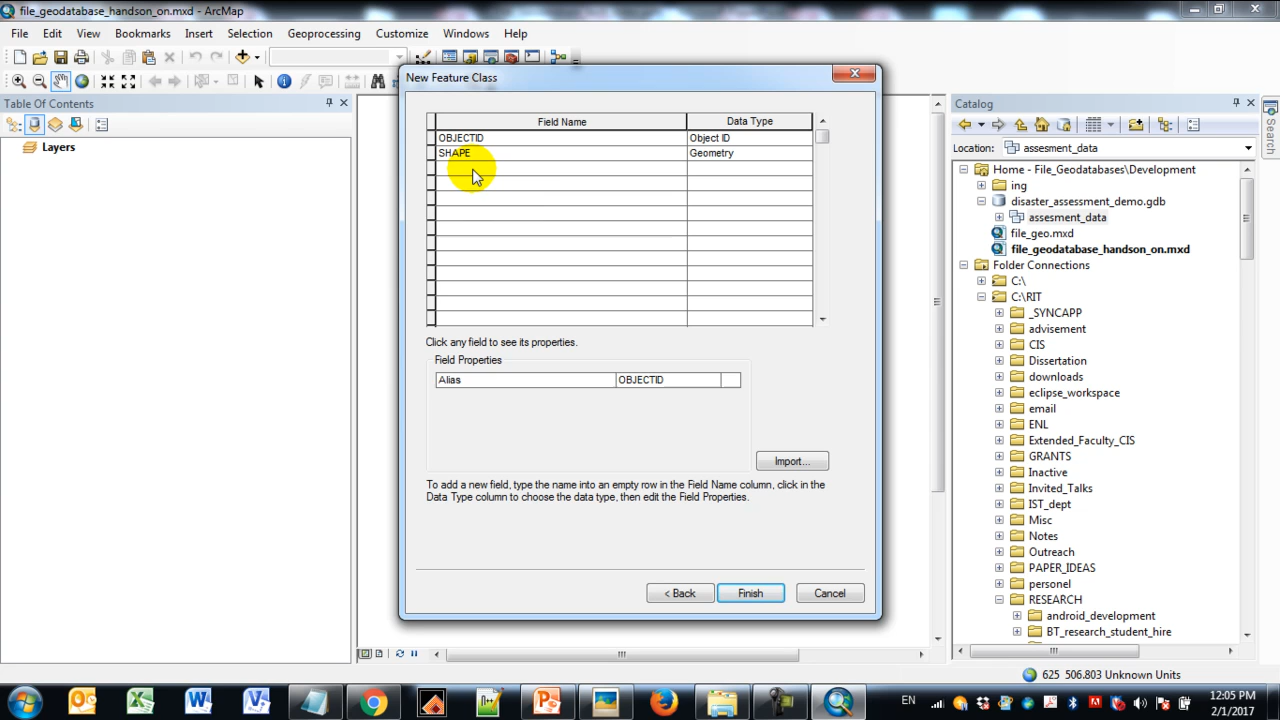 file_geodatabase_handson_on.mxd - ArcMap
File Edit View Bookmarks Insert Selection Geoprocessing Customize Windows Help
Table Of Contents
Layers
New Feature Class
Field Name Data Type
OBJECTID Object ID
SHAPE Geometry
Click any field to see its properties.
Field Properties
Alias OBJECTID
Import...
To add a new field, type the name into an empty row in the Field Name column, click in the
Data Type column to choose the data type, then edit the Field Properties.
< Back Finish Cancel
Catalog
Location: assesment_data
Home - File_Geodatabases\Development
ing
disaster_assessment_demo.gdb
assesment_data
file_geo.mxd
file_geodatabase_handson_on.mxd
Folder Connections
C:\
C:\RIT
_SYNCAPP
advisement
CIS
Dissertation
downloads
eclipse_workspace
email
ENL
Extended_Faculty_CIS
GRANTS
Inactive
Invited_Talks
IST_dept
Misc
Notes
Outreach
PAPER_IDEAS
personel
RESEARCH
android_development
BT_research_student_hire
Search
625 506.803 Unknown Units
EN
12:05 PM
2/1/2017